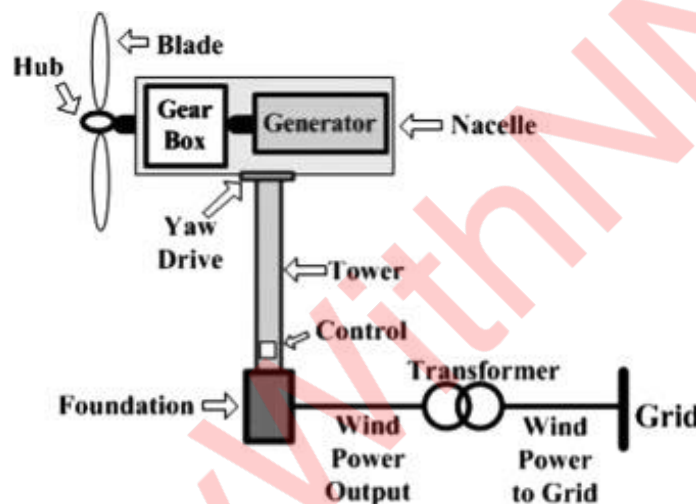 Blade
Hub
Gear
Box
Generator
Nacelle
Yaw
Drive
Tower
Control
Transformer
Foundation
Grid
Wind
Power
Output
Wind
Power
to Grid